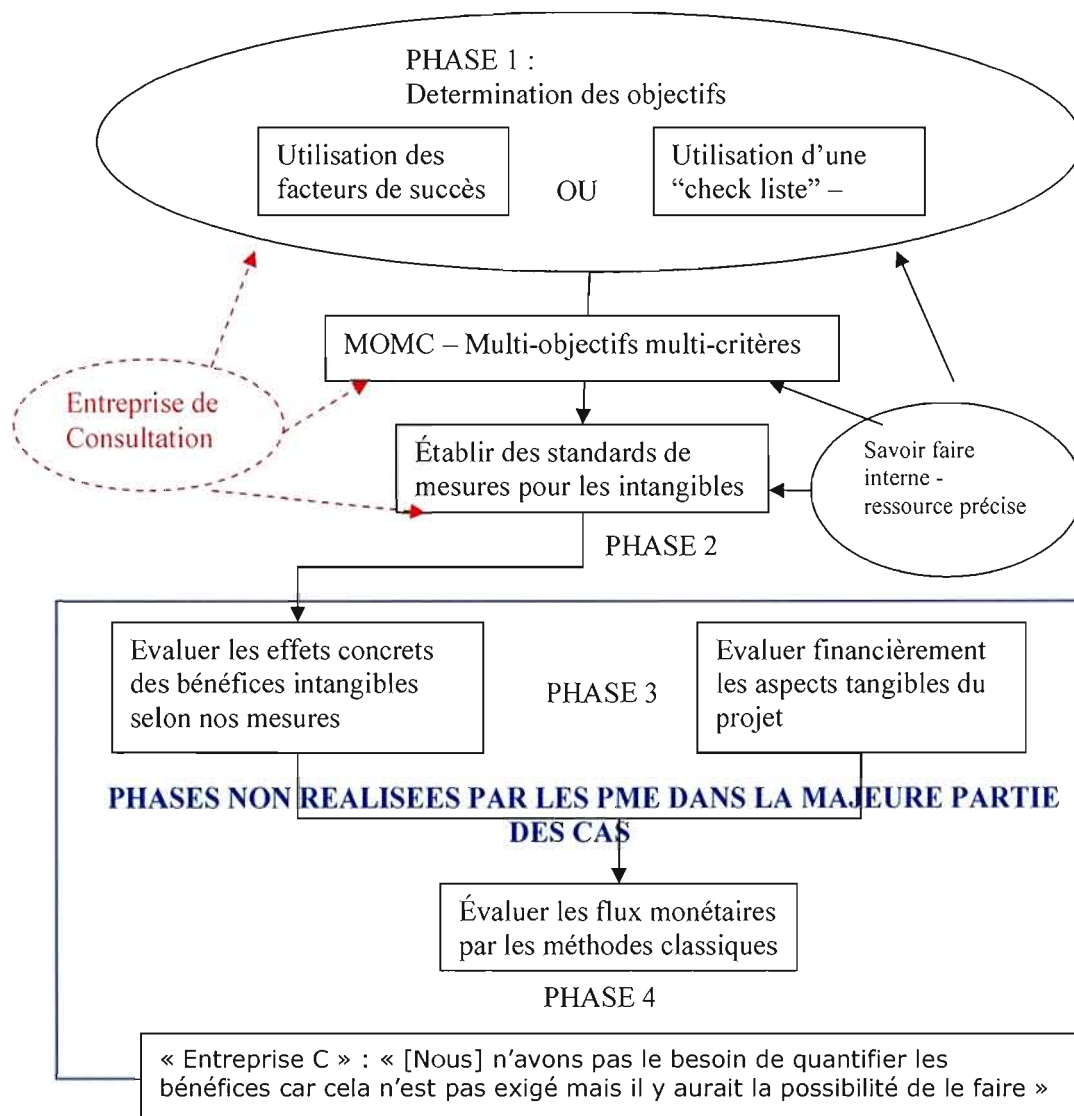 PHASE 1 :
Determination des objectifs
Utilisation des
facteurs de succès
OU
Utilisation d'une
“check liste” –
MOMC – Multi-objectifs multi-critères
Entreprise de
Consultation
Établir des standards de
mesures pour les intangibles
Savoir faire
interne -
ressource précise
PHASE 2
Evaluer les effets concrets
des bénéfices intangibles
selon nos mesures
PHASE 3
Evaluer financièrement
les aspects tangibles du
projet
PHASES NON REALISEES PAR LES PME DANS LA MAJEURE PARTIE
DES CAS
Évaluer les flux monétaires
par les méthodes classiques
PHASE 4
« Entreprise C » : « [Nous] n'avons pas le besoin de quantifier les
bénéfices car cela n'est pas exigé mais il y aurait la possibilité de le faire »